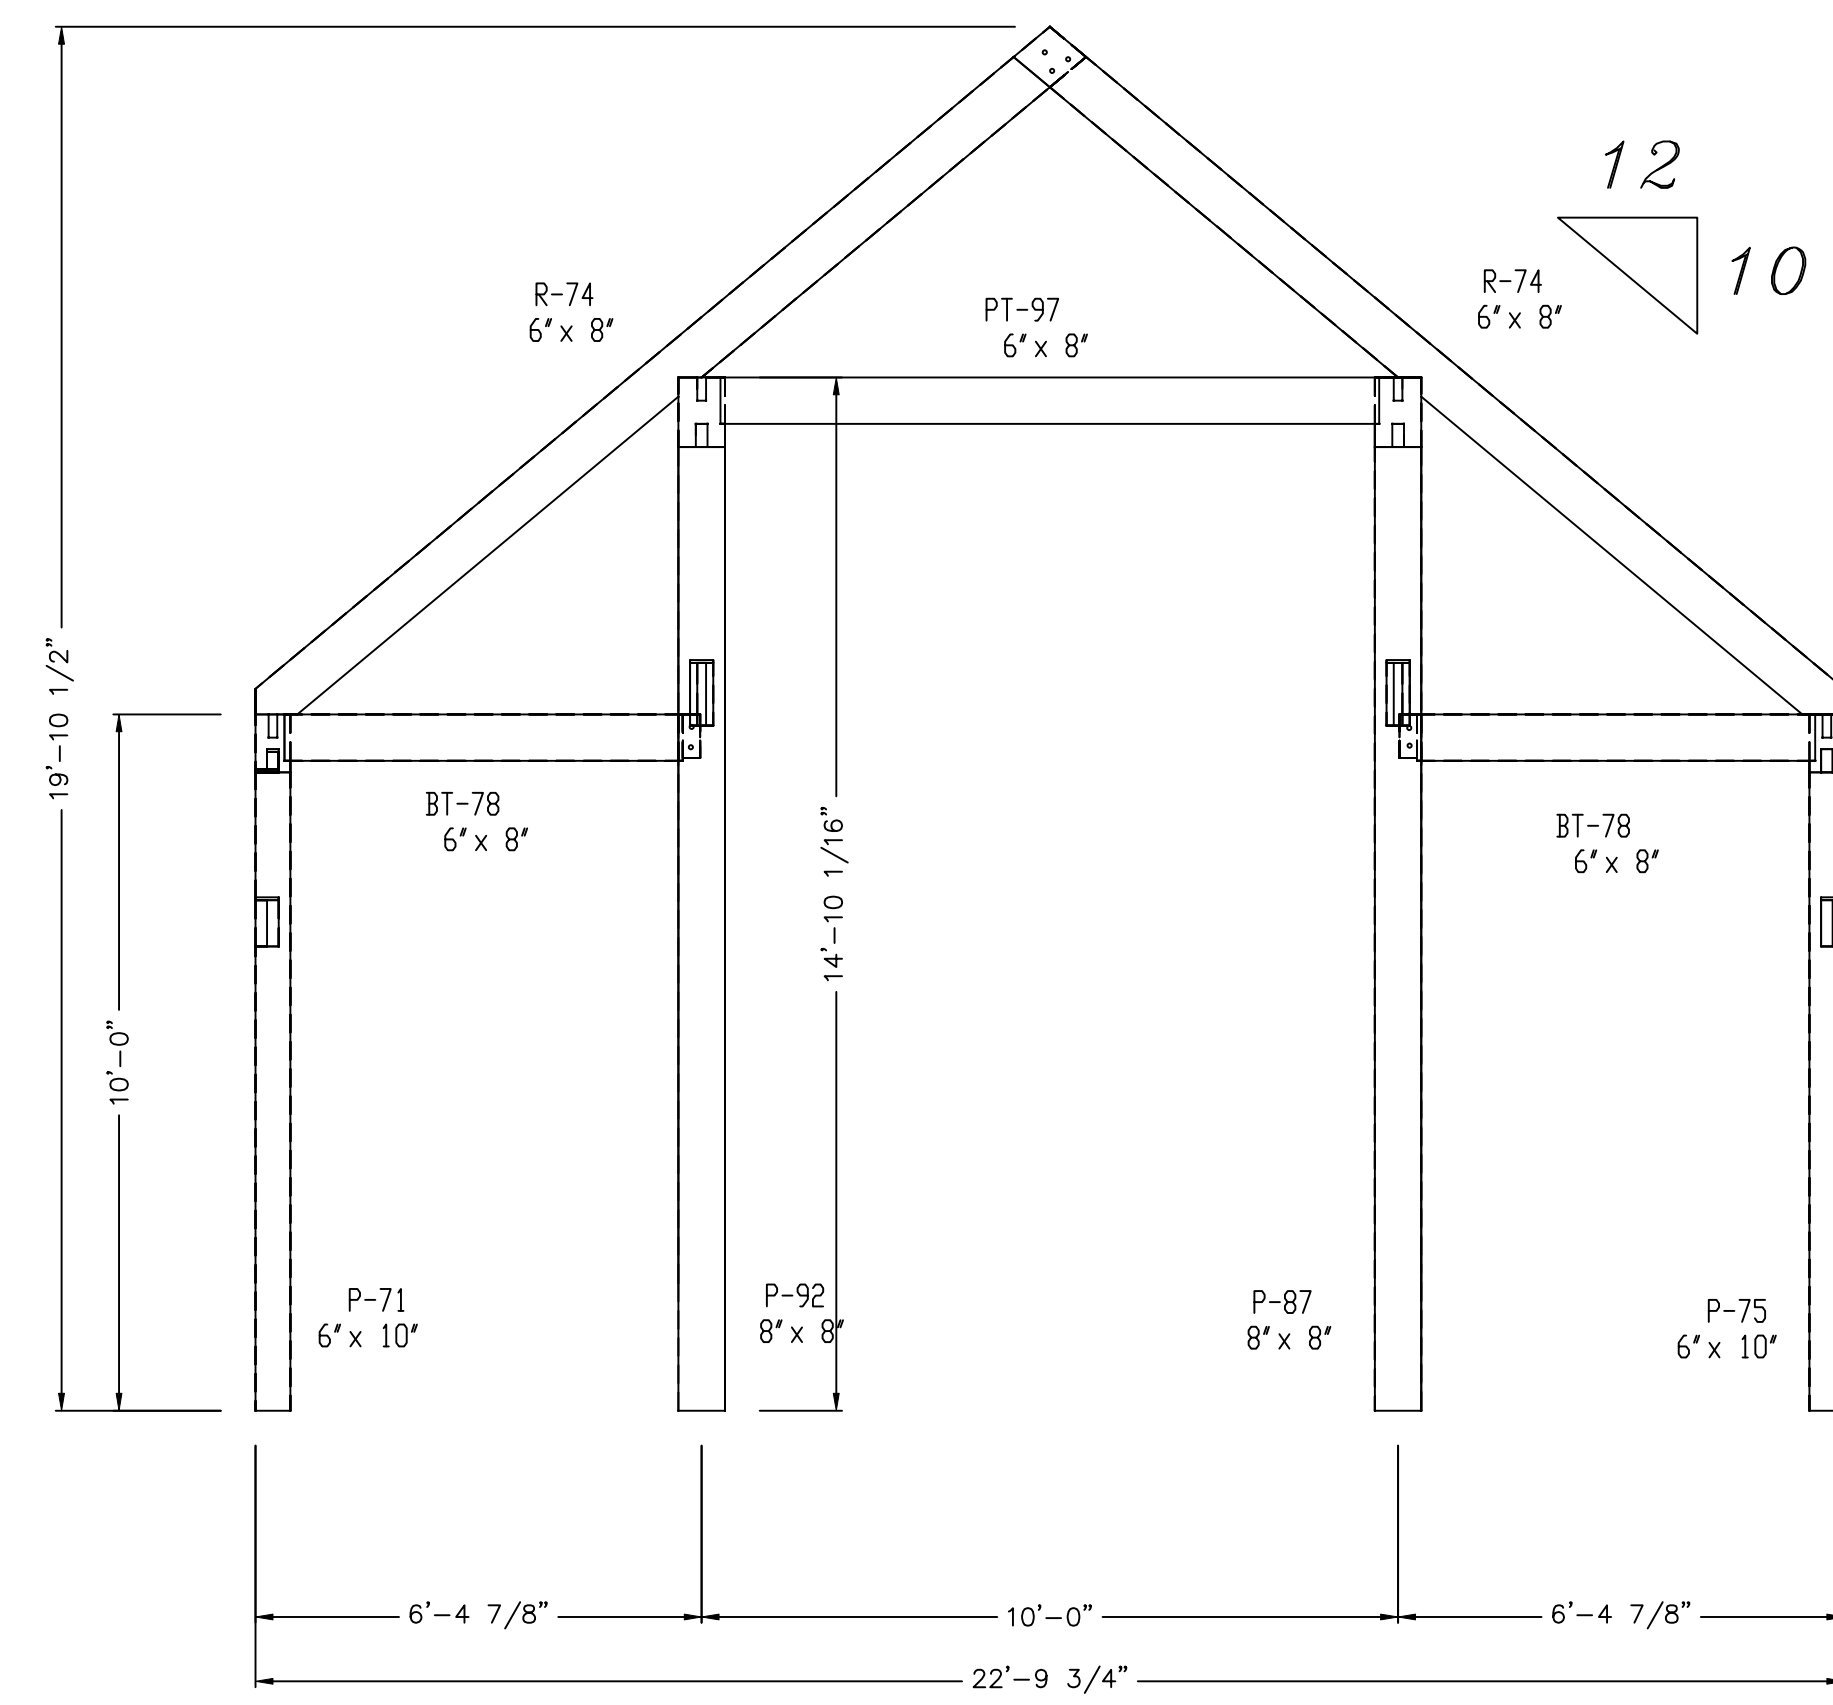 12
10
R-74
6" x 8"
PT-97
6" x 8"
R-74
6" x 8"
19'-10 1/2"
10'-0"
14'-10 1/16"
BT-78
6" x 8"
BT-78
6" x 8"
P-71
6" x 10"
P-92
8" x 8"
P-87
8" x 8"
P-75
6" x 10"
6'-4 7/8"
10'-0"
6'-4 7/8"
22'-9 3/4"